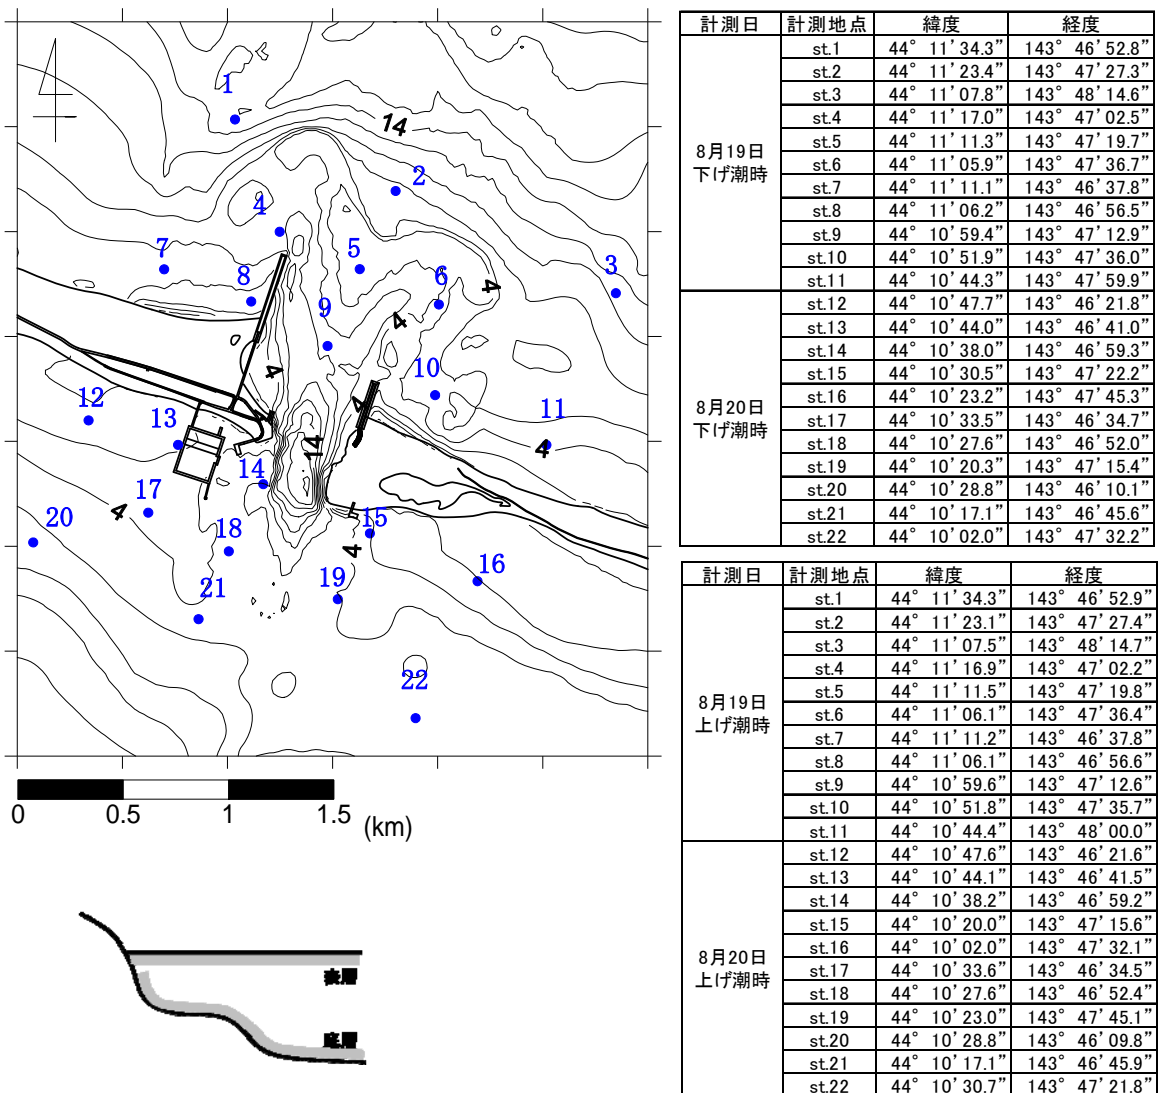 1
14
2
4
7
5
3
8
6
4
9
4
4
10
12
11
4
13
4
14
14
17
4
20
15
18
4
16
21
19
22
0 0.5 1 1.5 (km)
表層
底層
計測日 計測地点 緯度 経度
8月19日
下げ潮時
st.1 44° 11’34.3” 143° 46’52.8”
st.2 44° 11’23.4” 143° 47’27.3”
st.3 44° 11’07.8” 143° 48’14.6”
st.4 44° 11’17.0” 143° 47’02.5”
st.5 44° 11’11.3” 143° 47’19.7”
st.6 44° 11’05.9” 143° 47’36.7”
st.7 44° 11’11.1” 143° 46’37.8”
st.8 44° 11’06.2” 143° 46’56.5”
st.9 44° 10’59.4” 143° 47’12.9”
st.10 44° 10’51.9” 143° 47’36.0”
st.11 44° 10’44.3” 143° 47’59.9”
8月20日
下げ潮時
st.12 44° 10’47.7” 143° 46’21.8”
st.13 44° 10’44.0” 143° 46’41.0”
st.14 44° 10’38.0” 143° 46’59.3”
st.15 44° 10’30.5” 143° 47’22.2”
st.16 44° 10’23.2” 143° 47’45.3”
st.17 44° 10’33.5” 143° 46’34.7”
st.18 44° 10’27.6” 143° 46’52.0”
st.19 44° 10’20.3” 143° 47’15.4”
st.20 44° 10’28.8” 143° 46’10.1”
st.21 44° 10’17.1” 143° 46’45.6”
st.22 44° 10’02.0” 143° 47’32.2”
計測日 計測地点 緯度 経度
8月19日
上げ潮時
st.1 44° 11’34.3” 143° 46’52.9”
st.2 44° 11’23.1” 143° 47’27.4”
st.3 44° 11’07.5” 143° 48’14.7”
st.4 44° 11’16.9” 143° 47’02.2”
st.5 44° 11’11.5” 143° 47’19.8”
st.6 44° 11’06.1” 143° 47’36.4”
st.7 44° 11’11.2” 143° 46’37.8”
st.8 44° 11’06.1” 143° 46’56.6”
st.9 44° 10’59.6” 143° 47’12.6”
st.10 44° 10’51.8” 143° 47’35.7”
st.11 44° 10’44.4” 143° 48’00.0”
8月20日
上げ潮時
st.12 44° 10’47.6” 143° 46’21.6”
st.13 44° 10’44.1” 143° 46’41.5”
st.14 44° 10’38.2” 143° 46’59.2”
st.15 44° 10’20.0” 143° 47’15.6”
st.16 44° 10’02.0” 143° 47’32.1”
st.17 44° 10’33.6” 143° 46’34.5”
st.18 44° 10’27.6” 143° 46’52.4”
st.19 44° 10’23.0” 143° 47’45.1”
st.20 44° 10’28.8” 143° 46’09.8”
st.21 44° 10’17.1” 143° 46’45.9”
st.22 44° 10’30.7” 143° 47’21.8”